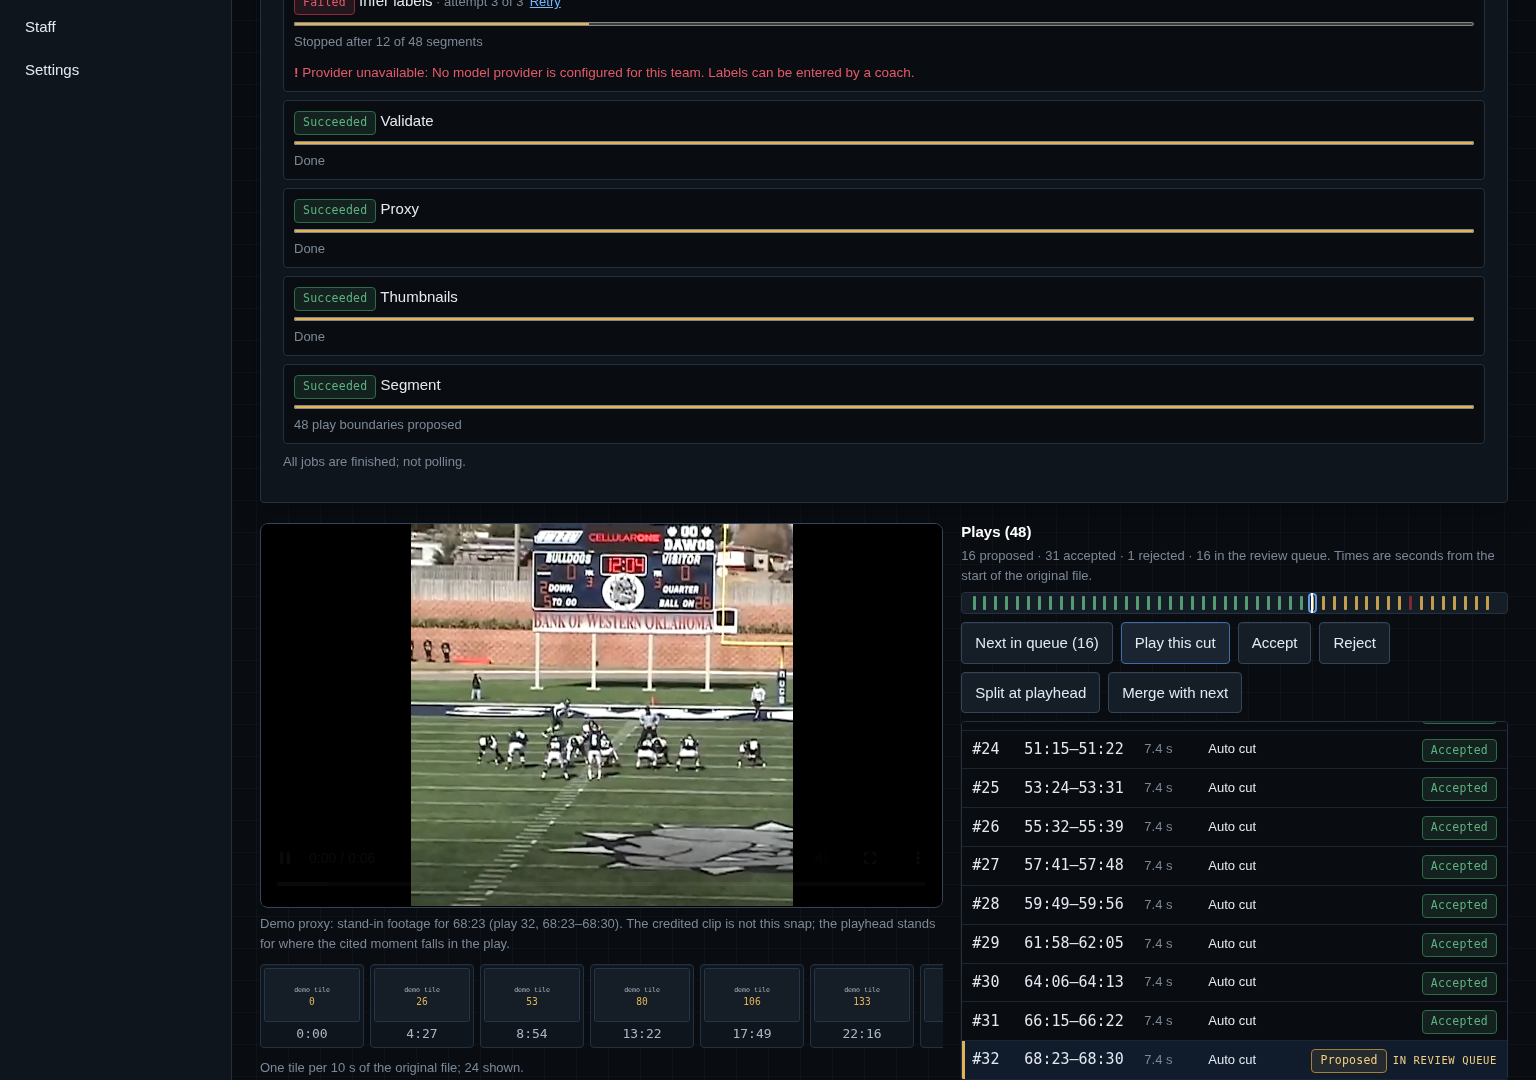 Staff
Settings
Failed Infer labels · attempt 3 of 3 Retry
Stopped after 12 of 48 segments
! Provider unavailable: No model provider is configured for this team. Labels can be entered by a coach.
Succeeded Validate
Done
Succeeded Proxy
Done
Succeeded Thumbnails
Done
Succeeded Segment
48 play boundaries proposed
All jobs are finished; not polling.
CELLULARONE
00
DAWGS
BULLDOGS
VISITOR
12:04
0
0
3
3
2 DOWN
QUARTER 1
5 TO GO
BALL ON 26
BANK OF WESTERN OKLAHOMA
0:00 / 0:06
Demo proxy: stand-in footage for 68:23 (play 32, 68:23–68:30). The credited clip is not this snap; the playhead stands
for where the cited moment falls in the play.
demo tile
0
0:00
demo tile
26
4:27
demo tile
53
8:54
demo tile
80
13:22
demo tile
106
17:49
demo tile
133
22:16
One tile per 10 s of the original file; 24 shown.
Plays (48)
16 proposed · 31 accepted · 1 rejected · 16 in the review queue. Times are seconds from the
start of the original file.
Next in queue (16)
Play this cut
Accept
Reject
Split at playhead
Merge with next
#24 51:15–51:22 7.4 s Auto cut Accepted
#25 53:24–53:31 7.4 s Auto cut Accepted
#26 55:32–55:39 7.4 s Auto cut Accepted
#27 57:41–57:48 7.4 s Auto cut Accepted
#28 59:49–59:56 7.4 s Auto cut Accepted
#29 61:58–62:05 7.4 s Auto cut Accepted
#30 64:06–64:13 7.4 s Auto cut Accepted
#31 66:15–66:22 7.4 s Auto cut Accepted
#32 68:23–68:30 7.4 s Auto cut Proposed IN REVIEW QUEUE